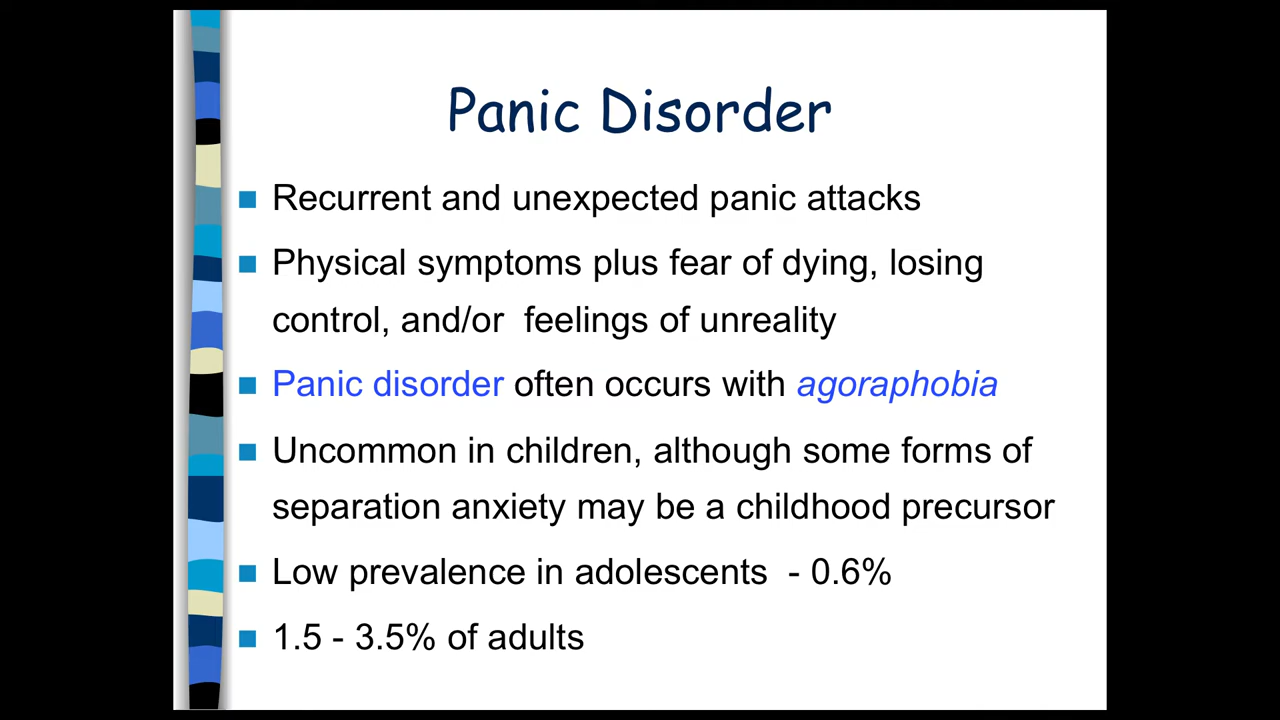 Panic Disorder
Recurrent and unexpected panic attacks
Physical symptoms plus fear of dying, losing
control, and/or feelings of unreality
Panic disorder often occurs with agoraphobia
Uncommon in children, although some forms of
separation anxiety may be a childhood precursor
Low prevalence in adolescents - 0.6%
1.5 - 3.5% of adults